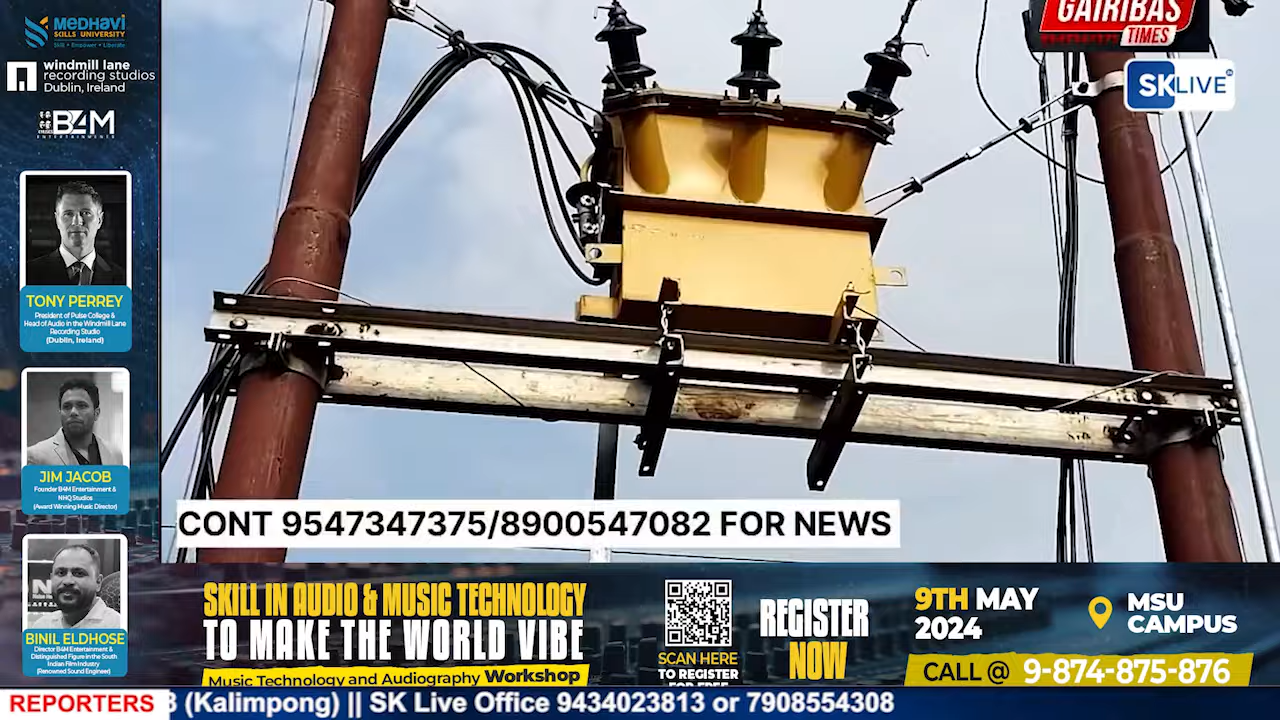 MEDHAVI
SKILLS UNIVERSITY
Skill • Empower • Liberate
windmill lane
recording studios
Dublin, Ireland
B4M
ENTERTAINMENTS
TONY PERREY
President of Pulse College &
Head of Audio in the Windmill Lane
Recording Studio
(Dublin, Ireland)
JIM JACOB
Founder B4M Entertainment &
NHQ Studios
(Award Winning Music Director)
BINIL ELDHOSE
Director B4M Entertainment &
Distinguished Figure in the South
Indian Film Industry
(Renowned Sound Engineer)
GAIRIBAS
TIMES
SK LIVE
CONT 9547347375/8900547082 FOR NEWS
SKILL IN AUDIO & MUSIC TECHNOLOGY
TO MAKE THE WORLD VIBE
Music Technology and Audiography Workshop
SCAN HERE
TO REGISTER
FOR FREE
REGISTER
NOW
9TH MAY
2024
MSU
CAMPUS
CALL @ 9-874-875-876
REPORTERS (Kalimpong) || SK Live Office 9434023813 or 7908554308